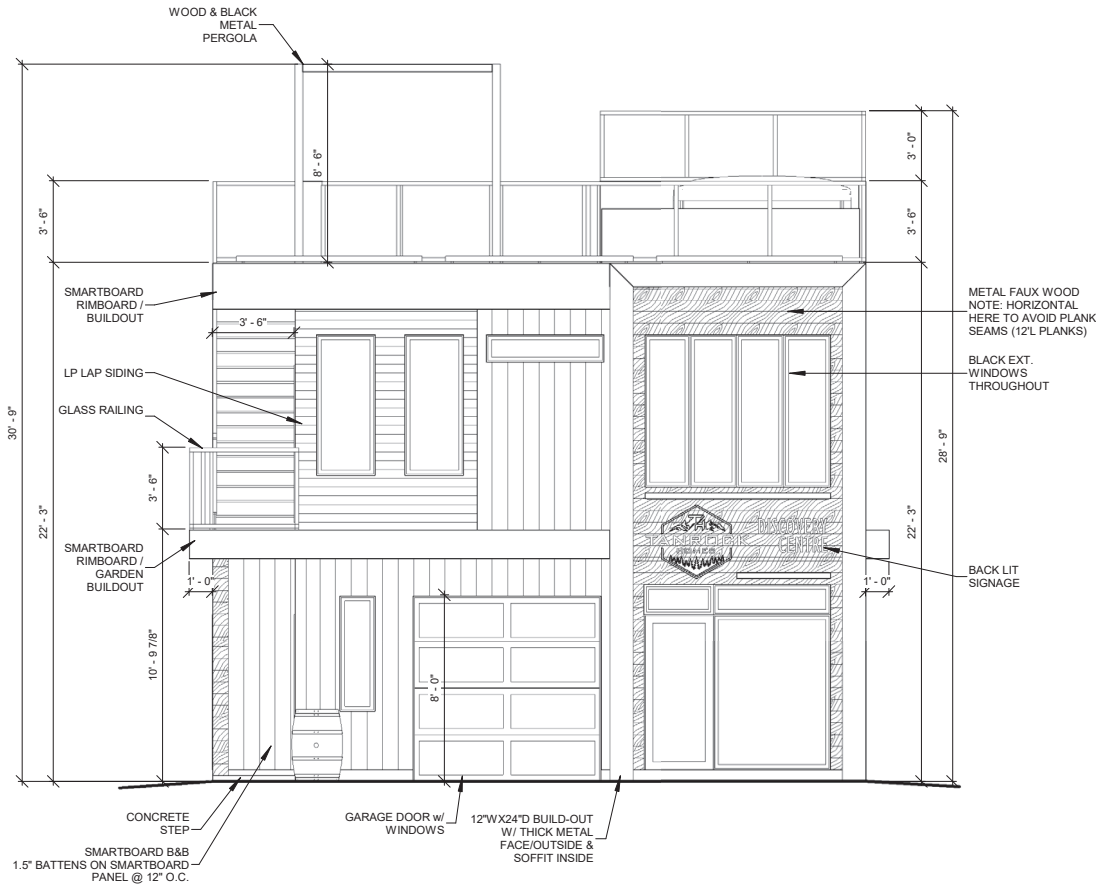 WOOD & BLACK
METAL
PERGOLA
8' - 6"
3' - 0"
3' - 6"
3' - 6"
SMARTBOARD
RIMBOARD /
BUILDOUT
3' - 6"
METAL FAUX WOOD
NOTE: HORIZONTAL
HERE TO AVOID PLANK
SEAMS (12'L PLANKS)
LP LAP SIDING
BLACK EXT.
WINDOWS
THROUGHOUT
GLASS RAILING
30' - 9"
28' - 9"
3' - 6"
22' - 3"
22' - 3"
TANROCK
HOMES
DISCOVERY
CENTRE
SMARTBOARD
RIMBOARD /
GARDEN
BUILDOUT
1' - 0"
1' - 0"
BACK LIT
SIGNAGE
10' - 9 7/8"
8' - 0"
CONCRETE
STEP
SMARTBOARD B&B
1.5" BATTENS ON SMARTBOARD
PANEL @ 12" O.C.
GARAGE DOOR w/
WINDOWS
12"WX24"D BUILD-OUT
W/ THICK METAL
FACE/OUTSIDE &
SOFFIT INSIDE